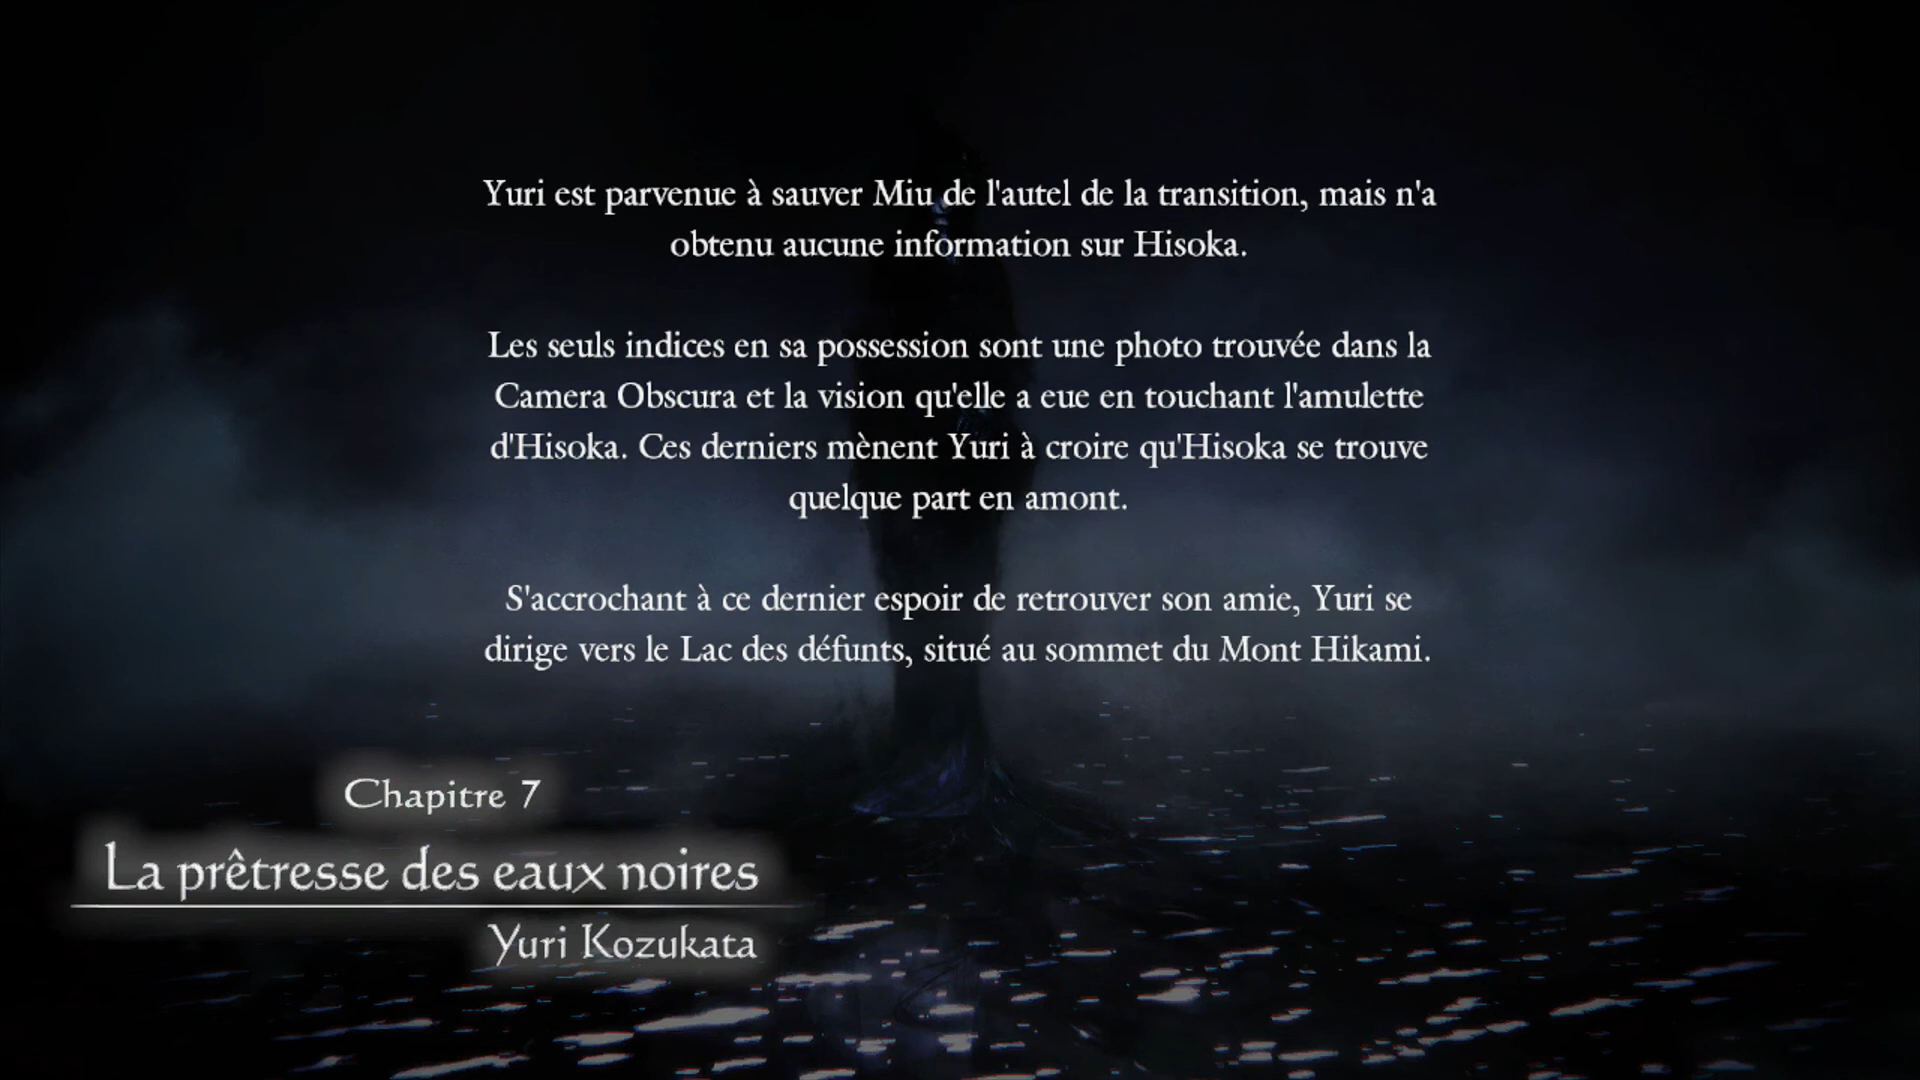 Yuri est parvenue à sauver Miu de l'autel de la transition, mais n'a
obtenu aucune information sur Hisoka.
Les seuls indices en sa possession sont une photo trouvée dans la
Camera Obscura et la vision qu'elle a eue en touchant l'amulette
d'Hisoka. Ces derniers mènent Yuri à croire qu'Hisoka se trouve
quelque part en amont.
S'accrochant à ce dernier espoir de retrouver son amie, Yuri se
dirige vers le Lac des défunts, situé au sommet du Mont Hikami.
Chapitre 7
La prêtresse des eaux noires
Yuri Kozukata